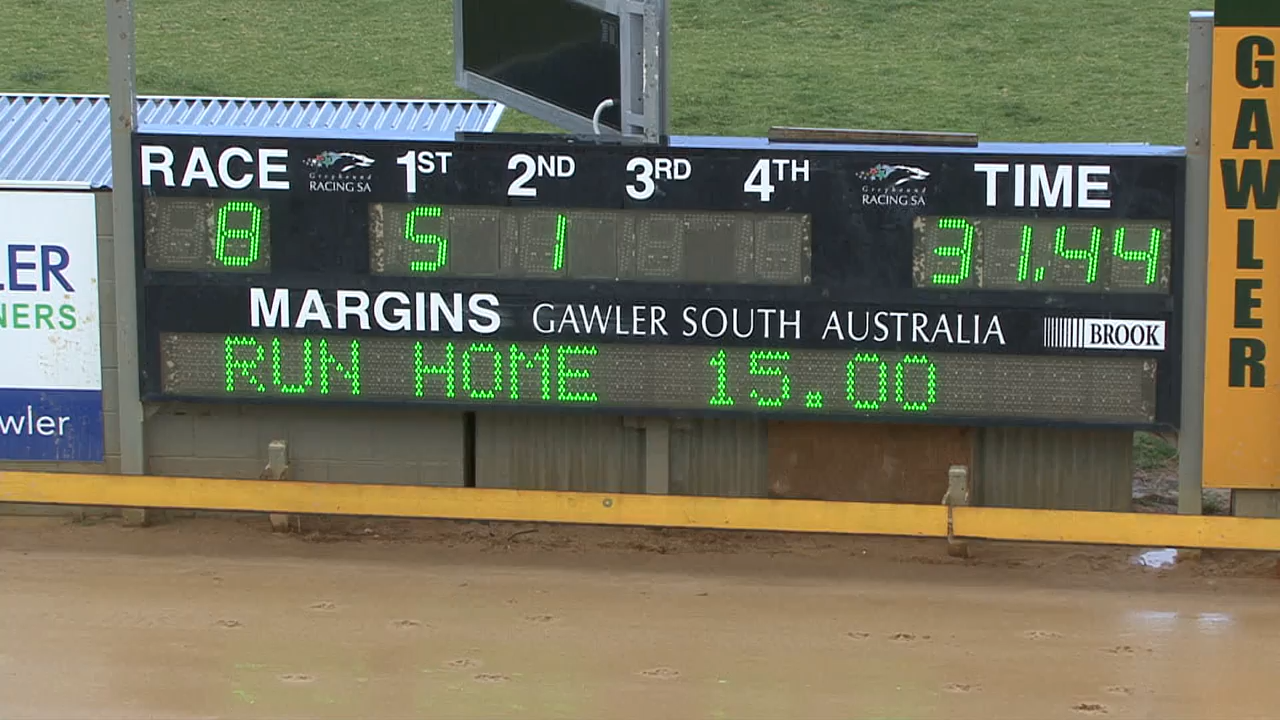 RACE Greyhound RACING SA 1ST 2ND 3RD 4TH Greyhound RACING SA TIME
8 5 1 31.44
MARGINS GAWLER SOUTH AUSTRALIA BROOK
RUN HOME 15.00
GAWLER
LER
NERS
wler